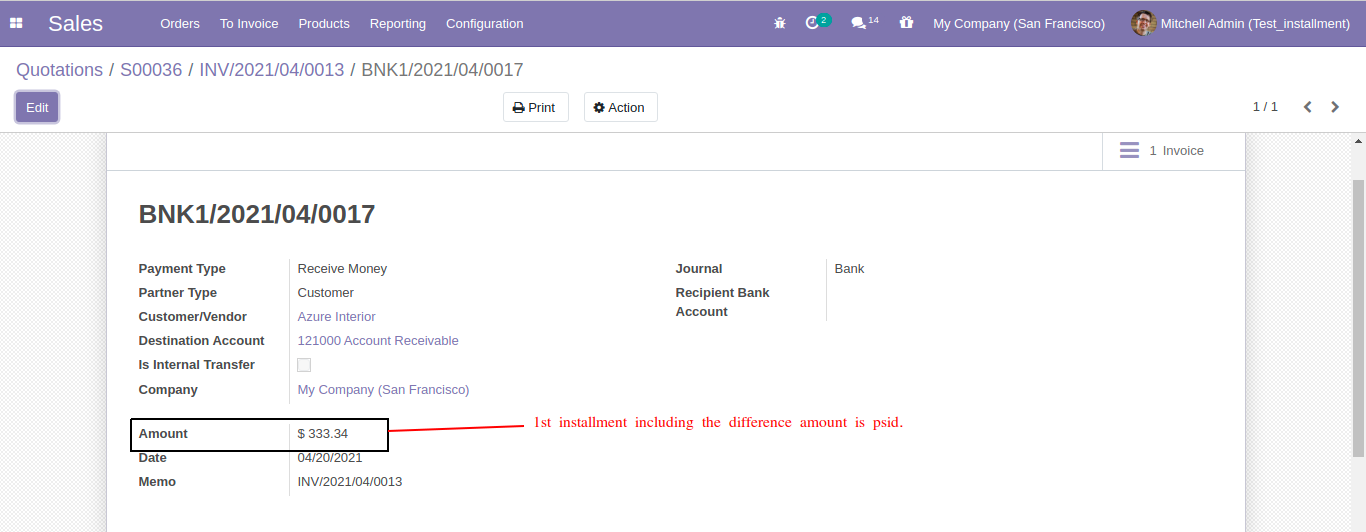 Sales Orders To Invoice Products Reporting Configuration 2 14 My Company (San Francisco) Mitchell Admin (Test_installment)
Quotations / S00036 / INV/2021/04/0013 / BNK1/2021/04/0017
Edit Print Action 1 / 1
1 Invoice
BNK1/2021/04/0017
Payment Type Receive Money Journal Bank
Partner Type Customer Recipient Bank
Account
Customer/Vendor Azure Interior
Destination Account 121000 Account Receivable
Is Internal Transfer
Company My Company (San Francisco)
1st installment including the difference amount is psid.
Amount $ 333.34
Date 04/20/2021
Memo INV/2021/04/0013